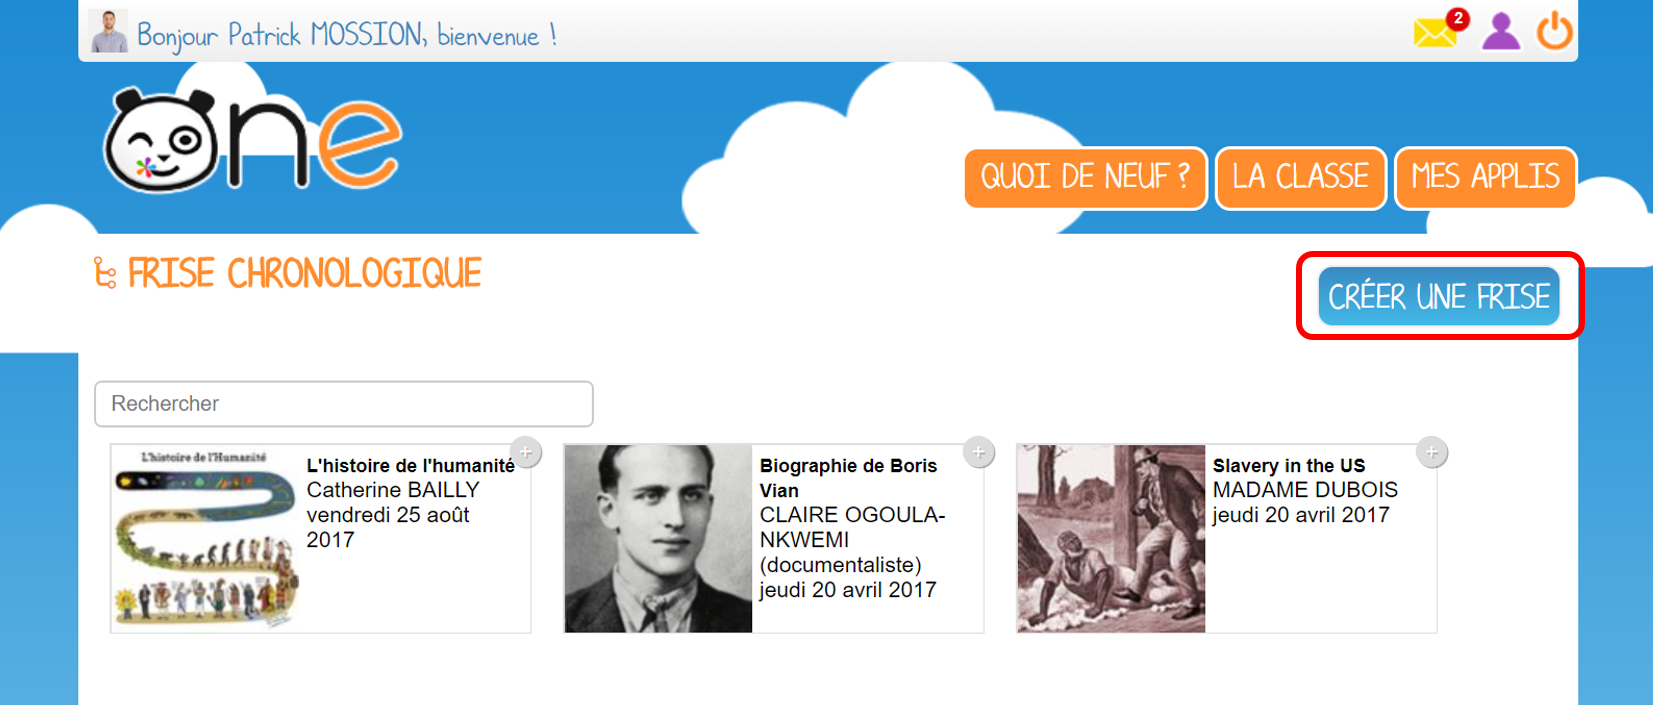 Bonjour Patrick MOSSION, bienvenue !
2
One
QUOI DE NEUF ?
LA CLASSE
MES APPLIS
FRISE CHRONOLOGIQUE
CRÉER UNE FRISE
Rechercher
L'histoire de l'Humanité
L'histoire de l'humanité
Catherine BAILLY
vendredi 25 août
2017
Biographie de Boris
Vian
CLAIRE OGOULA-
NKWEMI
(documentaliste)
jeudi 20 avril 2017
Slavery in the US
MADAME DUBOIS
jeudi 20 avril 2017